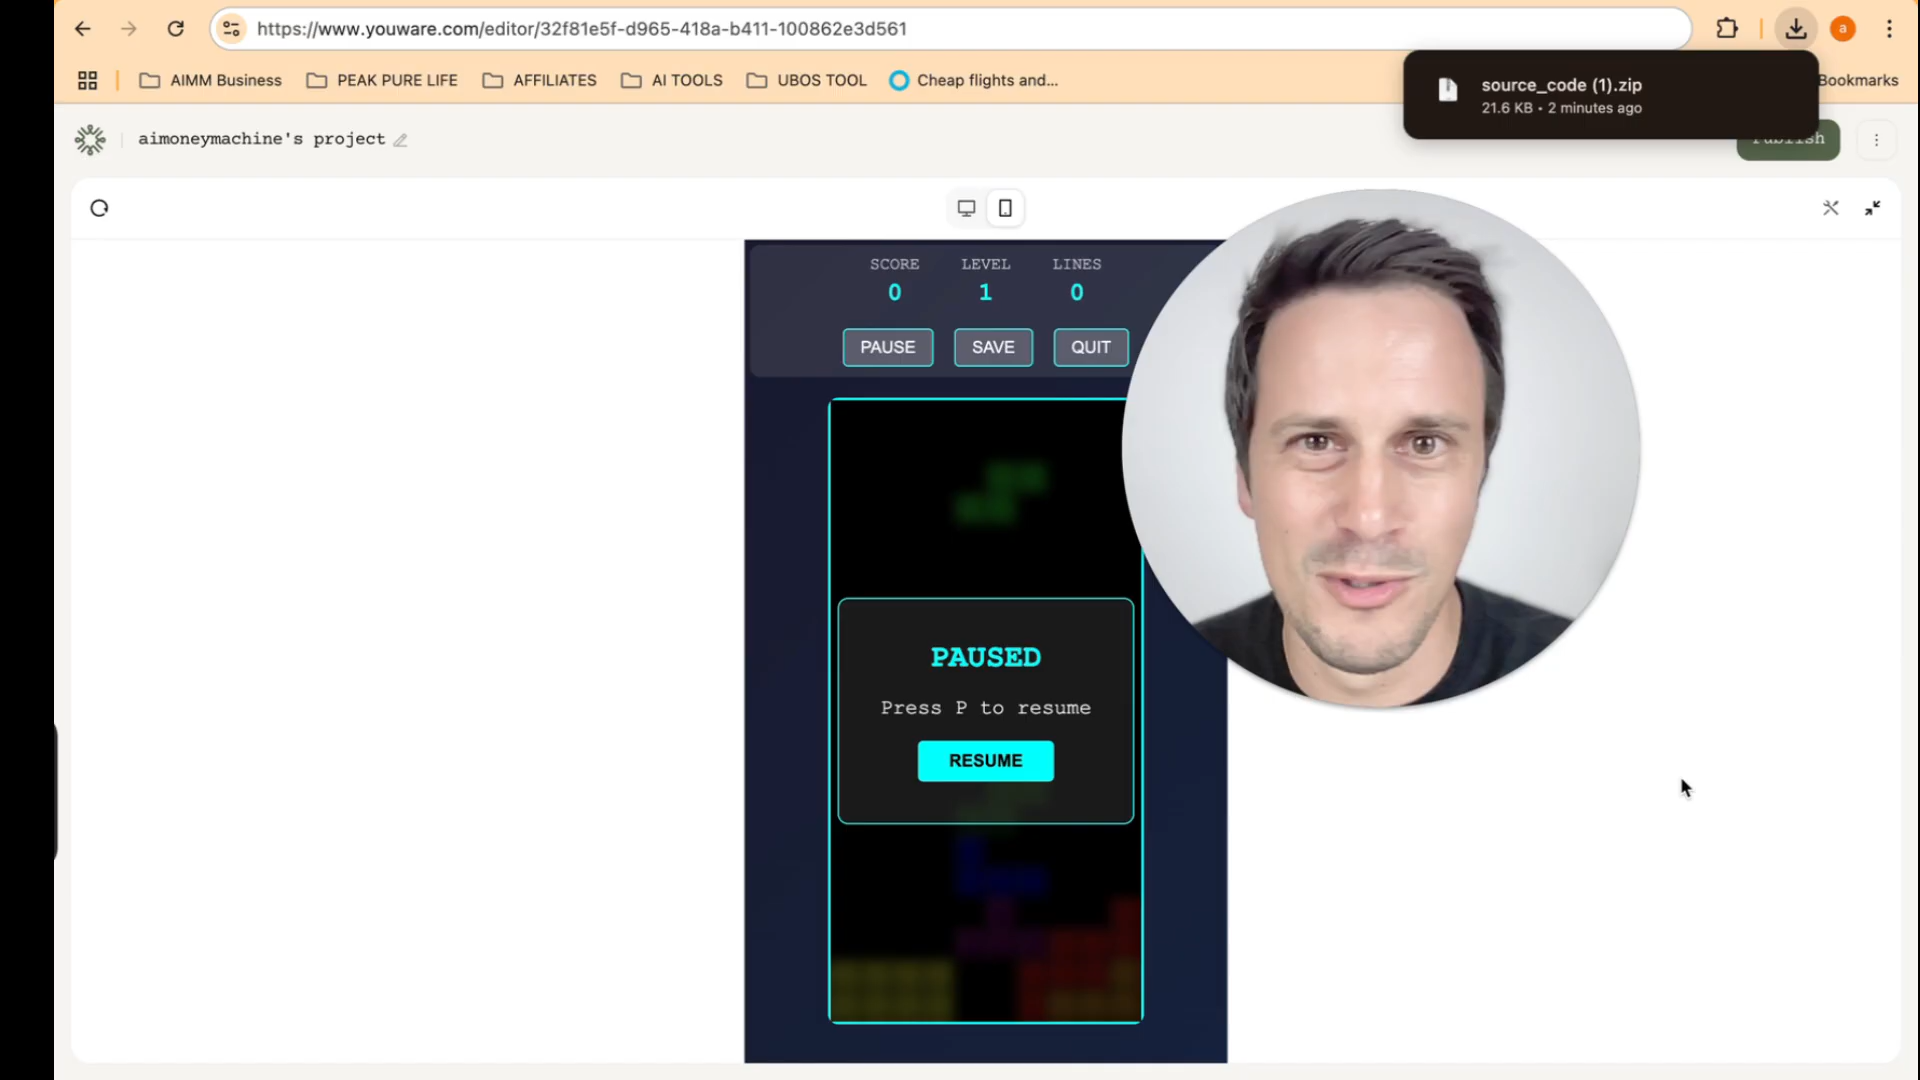 https://www.youware.com/editor/32f81e5f-d965-418a-b411-100862e3d561
a
AIMM Business
PEAK PURE LIFE
AFFILIATES
AI TOOLS
UBOS TOOL
Cheap flights and...
Bookmarks
source_code (1).zip
21.6 KB • 2 minutes ago
aimoneymachine's project
Publish
SCORE LEVEL LINES
0 1 0
PAUSE SAVE QUIT
PAUSED
Press P to resume
RESUME